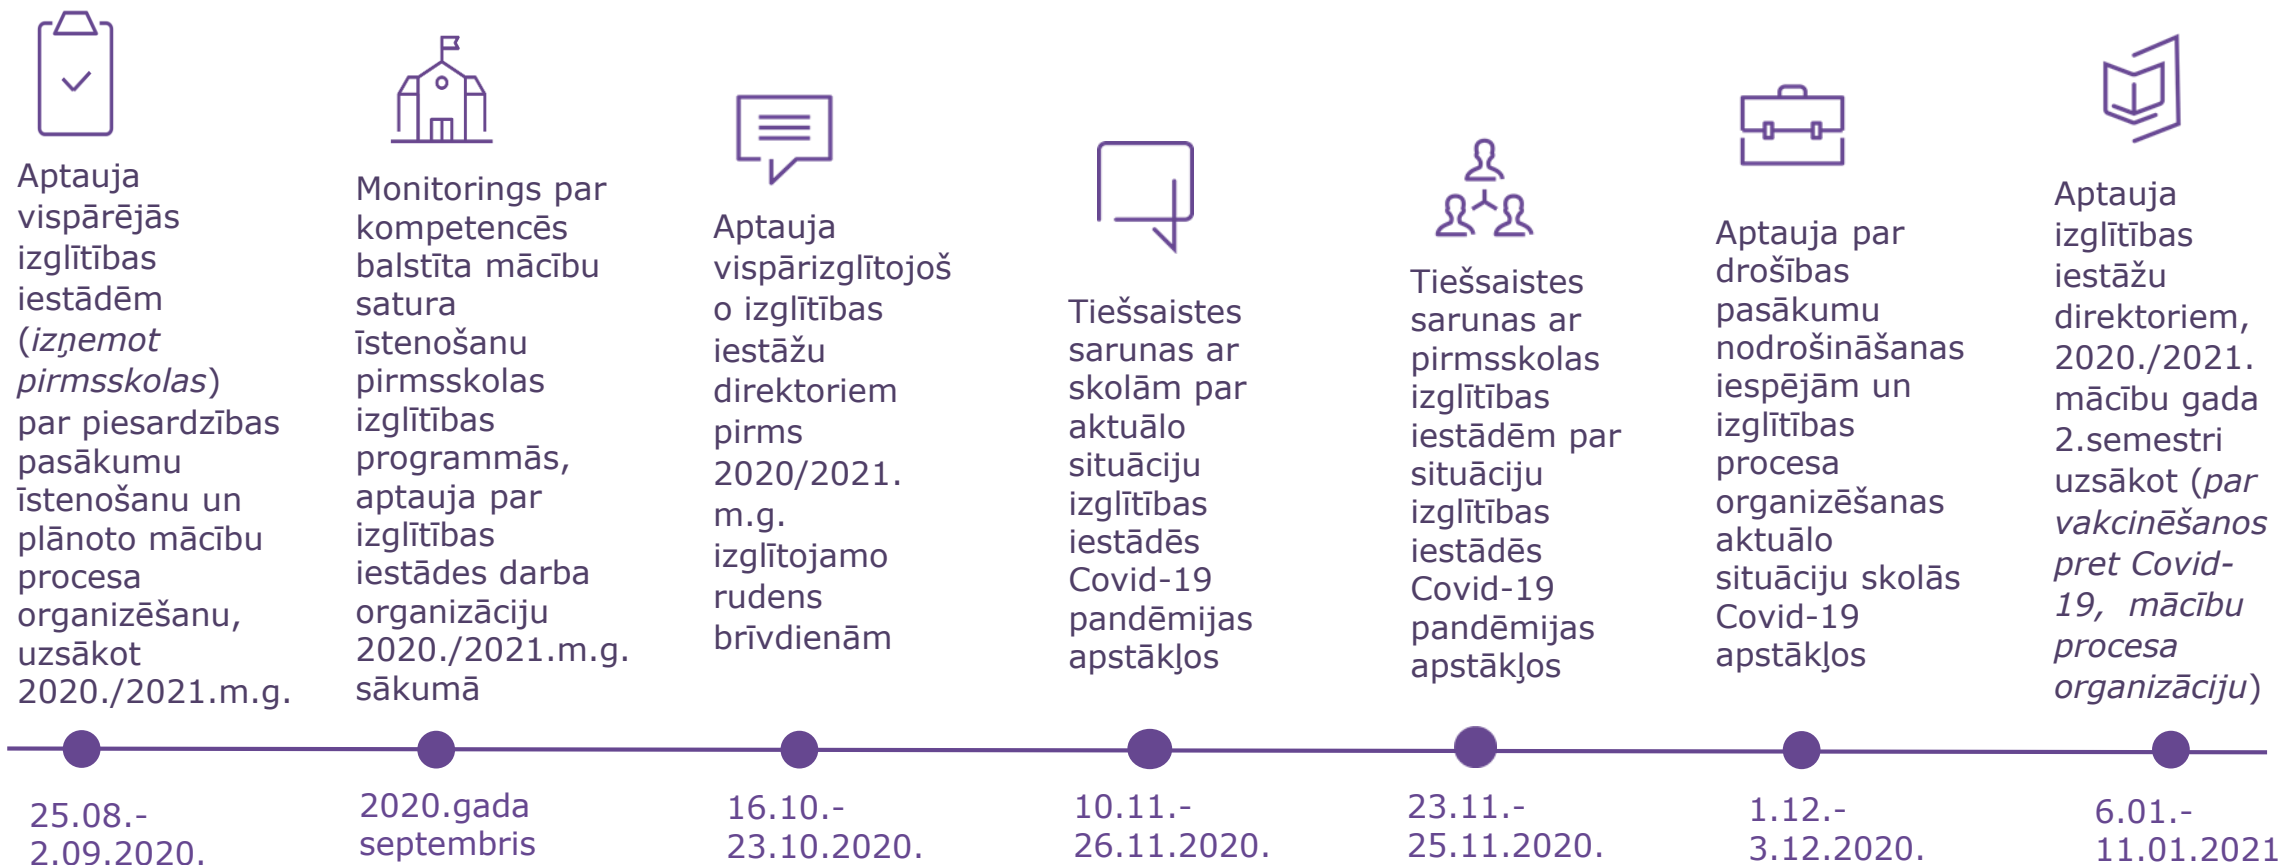 Aptauja
vispārējās
izglītības
iestādēm
(izņemot
pirmsskolas)
par piesardzības
pasākumu
īstenošanu un
plānoto mācību
procesa
organizēšanu,
uzsākot
2020./2021.m.g.
25.08.-
2.09.2020.
Monitorings par
kompetencēs
balstīta mācību
satura
īstenošanu
pirmsskolas
izglītības
programmās,
aptauja par
izglītības
iestādes darba
organizāciju
2020./2021.m.g.
sākumā
2020.gada
septembris
Aptauja
vispārizglītojoš
o izglītības
iestāžu
direktoriem
pirms
2020/2021.
m.g.
izglītojamo
rudens
brīvdienām
16.10.-
23.10.2020.
Tiešsaistes
sarunas ar
skolām par
aktuālo
situāciju
izglītības
iestādēs
Covid-19
pandēmijas
apstākļos
10.11.-
26.11.2020.
Tiešsaistes
sarunas ar
pirmsskolas
izglītības
iestādēm par
situāciju
izglītības
iestādēs
Covid-19
pandēmijas
apstākļos
23.11.-
25.11.2020.
Aptauja par
drošības
pasākumu
nodrošināšanas
iespējām un
izglītības
procesa
organizēšanas
aktuālo
situāciju skolās
Covid-19
apstākļos
1.12.-
3.12.2020.
Aptauja
izglītības
iestāžu
direktoriem,
2020./2021.
mācību gada
2.semestri
uzsākot (par
vakcinēšanos
pret Covid-
19, mācību
procesa
organizāciju)
6.01.-
11.01.2021